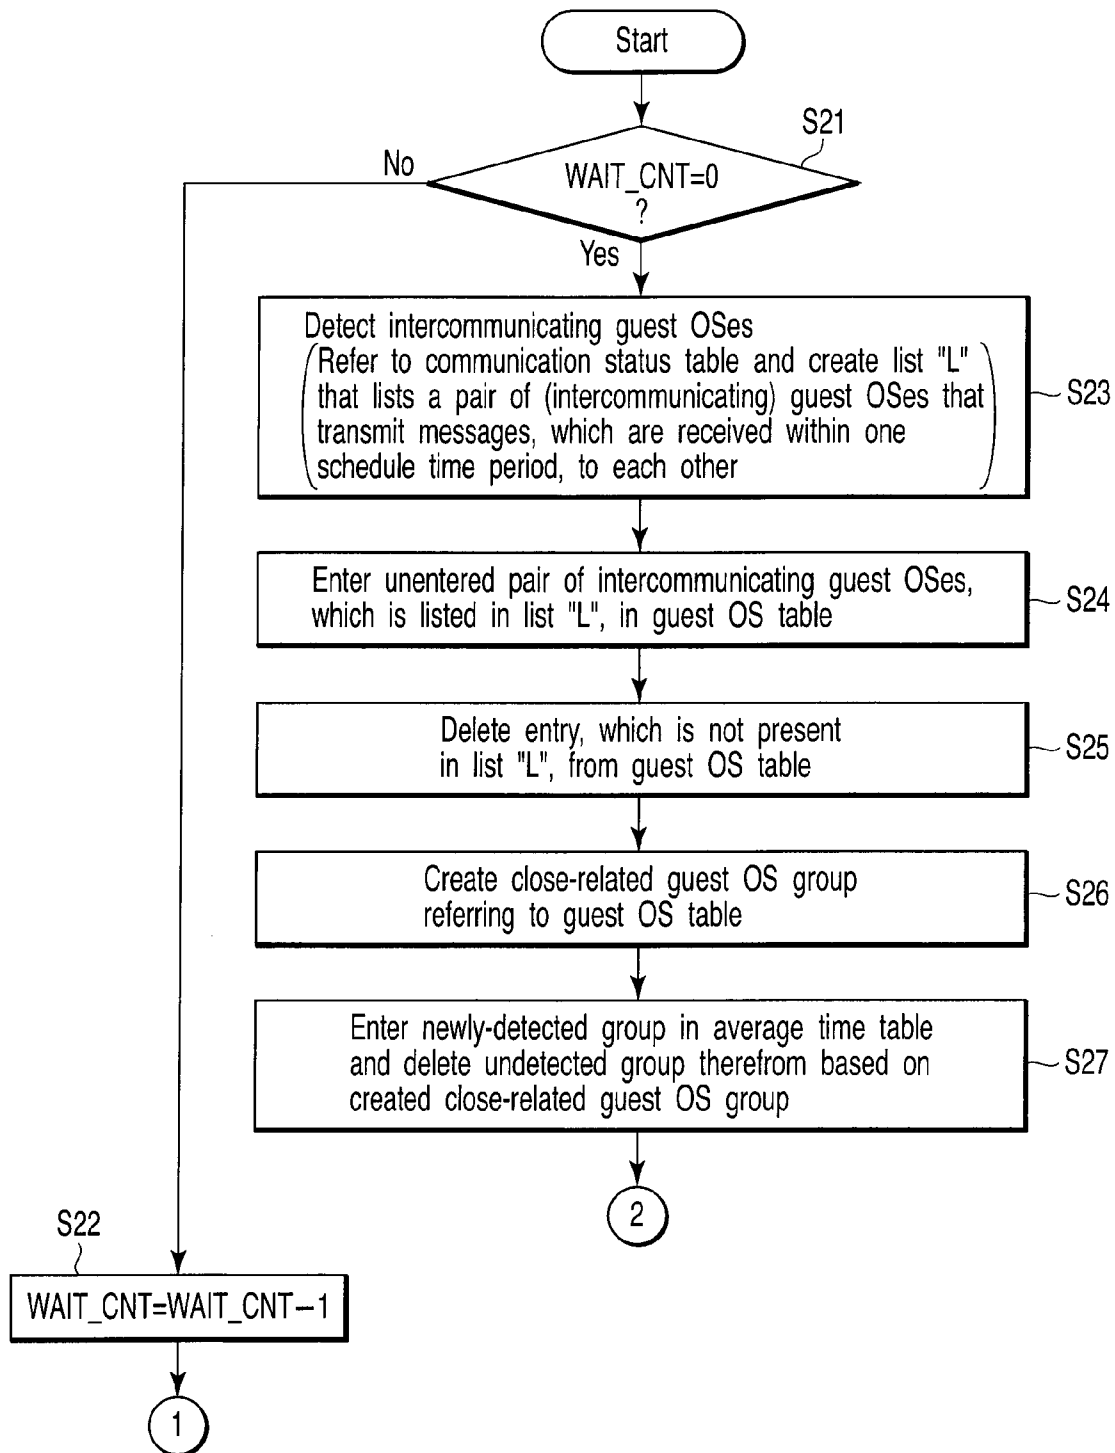 Start
S21
No
WAIT_CNT=0
?
Yes
Detect intercommunicating guest OSes
(Refer to communication status table and create list "L"
that lists a pair of (intercommunicating) guest OSes that
transmit messages, which are received within one
schedule time period, to each other)
S23
Enter unentered pair of intercommunicating guest OSes,
which is listed in list "L", in guest OS table
S24
Delete entry, which is not present
in list "L", from guest OS table
S25
Create close-related guest OS group
referring to guest OS table
S26
Enter newly-detected group in average time table
and delete undetected group therefrom based on
created close-related guest OS group
S27
2
S22
WAIT_CNT=WAIT_CNT−1
1